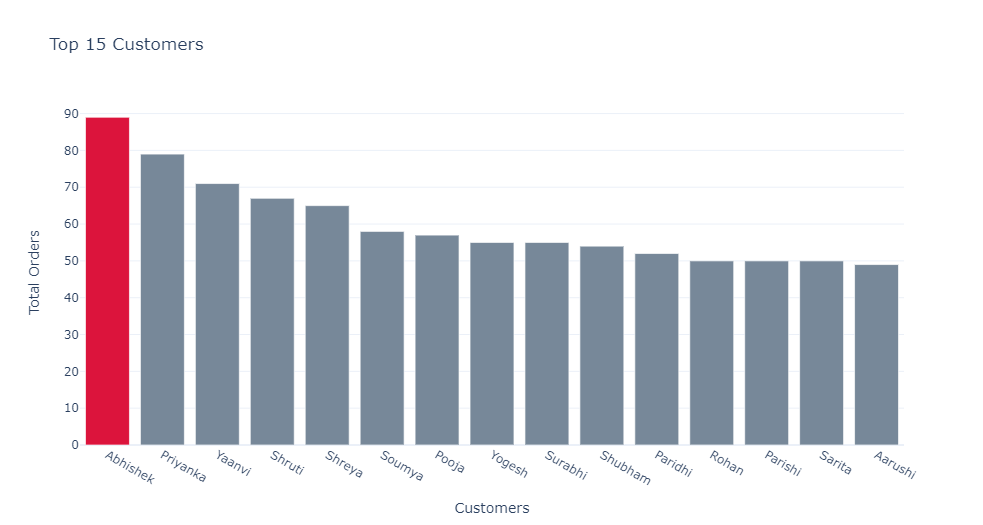 Top 15 Customers
90
80
70
60
50
40
30
20
10
0
Total Orders
Abhishek
Priyanka
Yaanvi
Shruti
Shreya
Soumya
Pooja
Yogesh
Surabhi
Shubham
Paridhi
Rohan
Parishi
Sarita
Aarushi
Customers